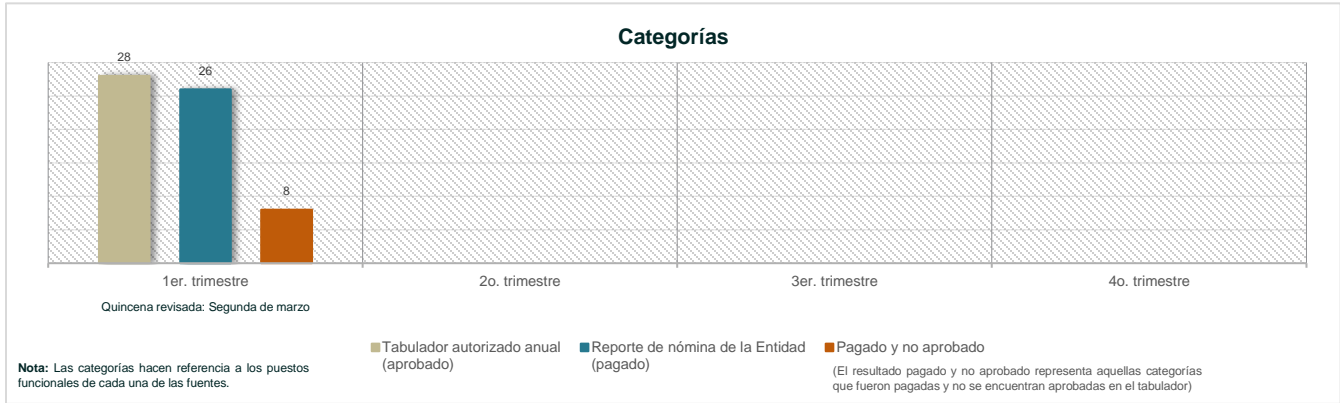 Categorías
28
26
8
1er. trimestre
2o. trimestre
3er. trimestre
4o. trimestre
Quincena revisada: Segunda de marzo
Tabulador autorizado anual
(aprobado)
Reporte de nómina de la Entidad
(pagado)
Pagado y no aprobado
(El resultado pagado y no aprobado representa aquellas categorías
que fueron pagadas y no se encuentran aprobadas en el tabulador)
Nota: Las categorías hacen referencia a los puestos
funcionales de cada una de las fuentes.